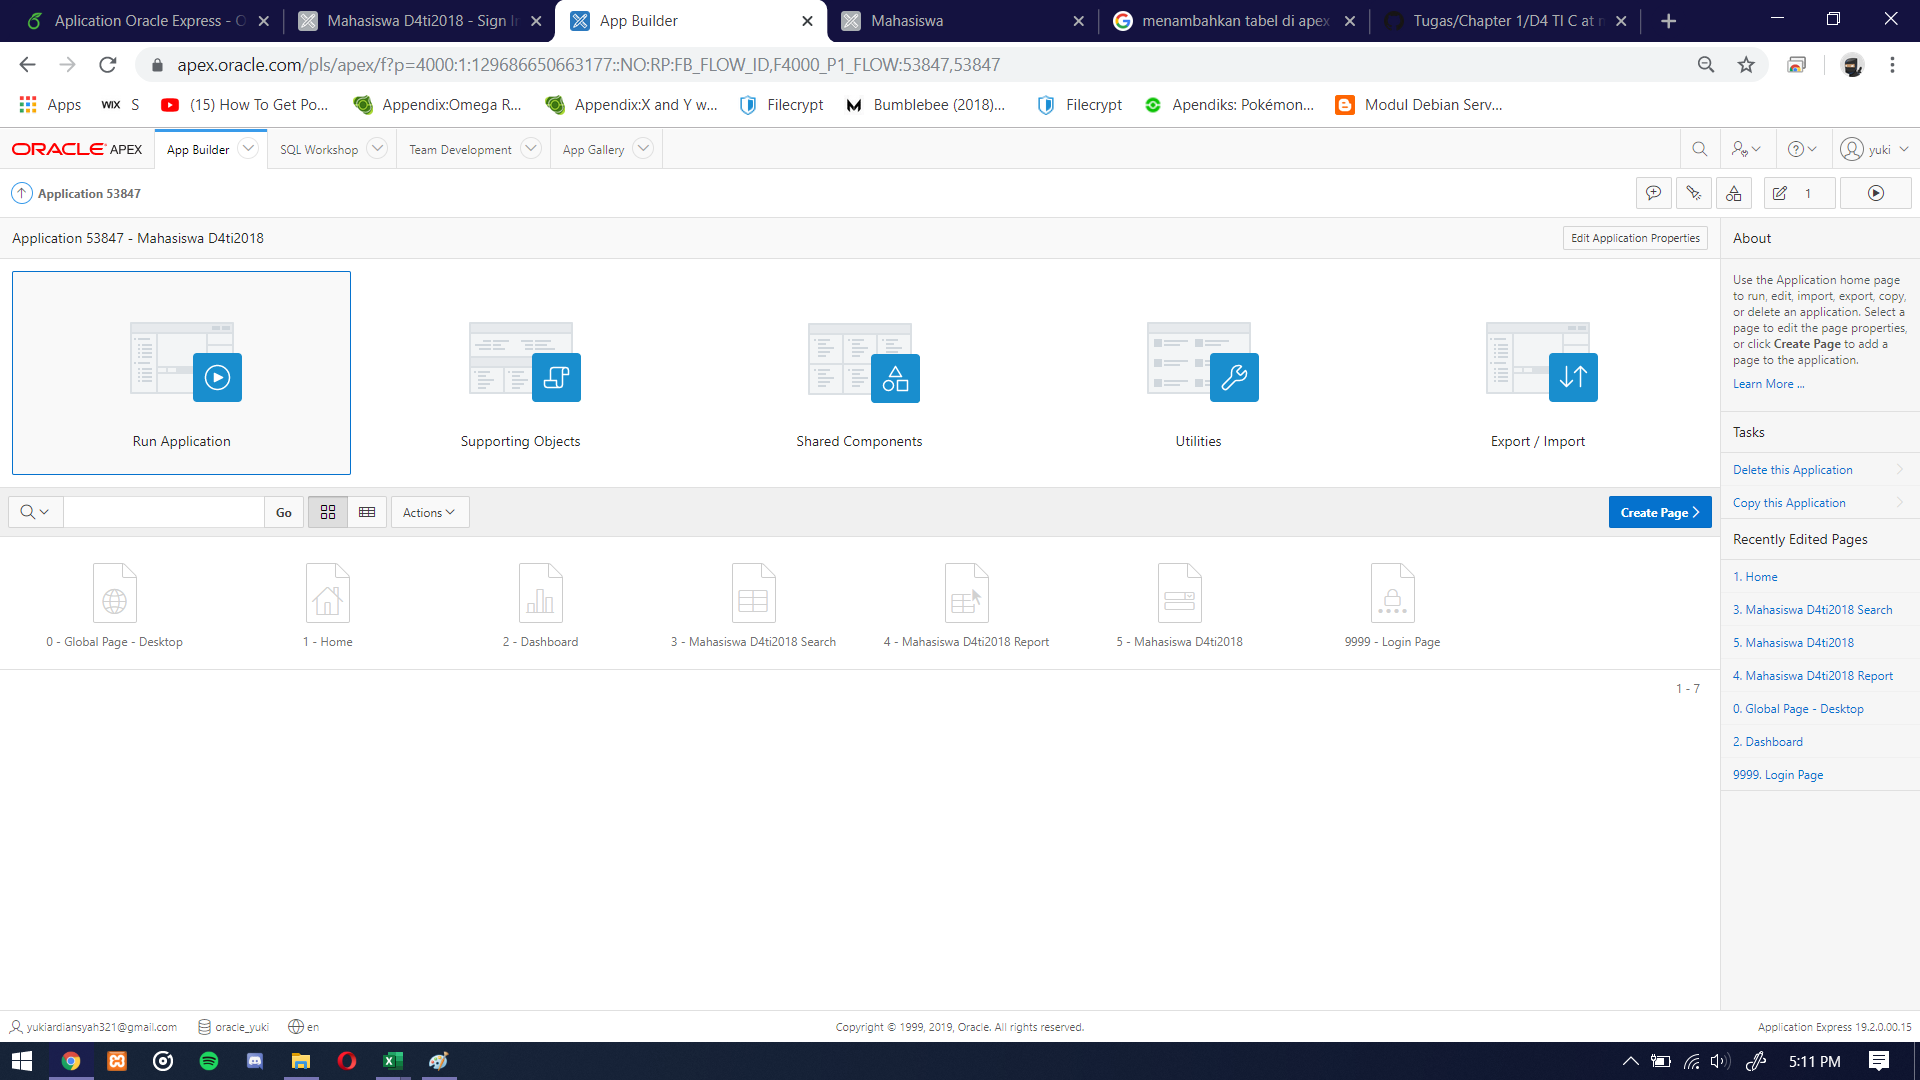 Aplication Oracle Express - O
Mahasiswa D4ti2018 - Sign In
App Builder
Mahasiswa
menambahkan tabel di apex
Tugas/Chapter 1/D4 TI C at m
apex.oracle.com/pls/apex/f?p=4000:1:129686650663177::NO:RP:FB_FLOW_ID,F4000_P1_FLOW:53847,53847
Apps
WIX
S
(15) How To Get Po...
Appendix:Omega R...
Appendix:X and Y w...
Filecrypt
Bumblebee (2018)...
Filecrypt
Apendiks: Pokémon...
Modul Debian Serv...
ORACLE APEX
App Builder
SQL Workshop
Team Development
App Gallery
yuki
Application 53847
1
Application 53847 - Mahasiswa D4ti2018
Edit Application Properties
About
Use the Application home page
to run, edit, import, export, copy,
or delete an application. Select a
page to edit the page properties,
or click Create Page to add a
page to the application.
Learn More ...
Run Application
Supporting Objects
Shared Components
Utilities
Export / Import
Tasks
Delete this Application
Copy this Application
Go
Actions
Create Page
Recently Edited Pages
1. Home
3. Mahasiswa D4ti2018 Search
5. Mahasiswa D4ti2018
4. Mahasiswa D4ti2018 Report
0. Global Page - Desktop
2. Dashboard
9999. Login Page
0 - Global Page - Desktop
1 - Home
2 - Dashboard
3 - Mahasiswa D4ti2018 Search
4 - Mahasiswa D4ti2018 Report
5 - Mahasiswa D4ti2018
9999 - Login Page
1 - 7
yukiardiansyah321@gmail.com
oracle_yuki
en
Copyright © 1999, 2019, Oracle. All rights reserved.
Application Express 19.2.0.00.15
5:11 PM